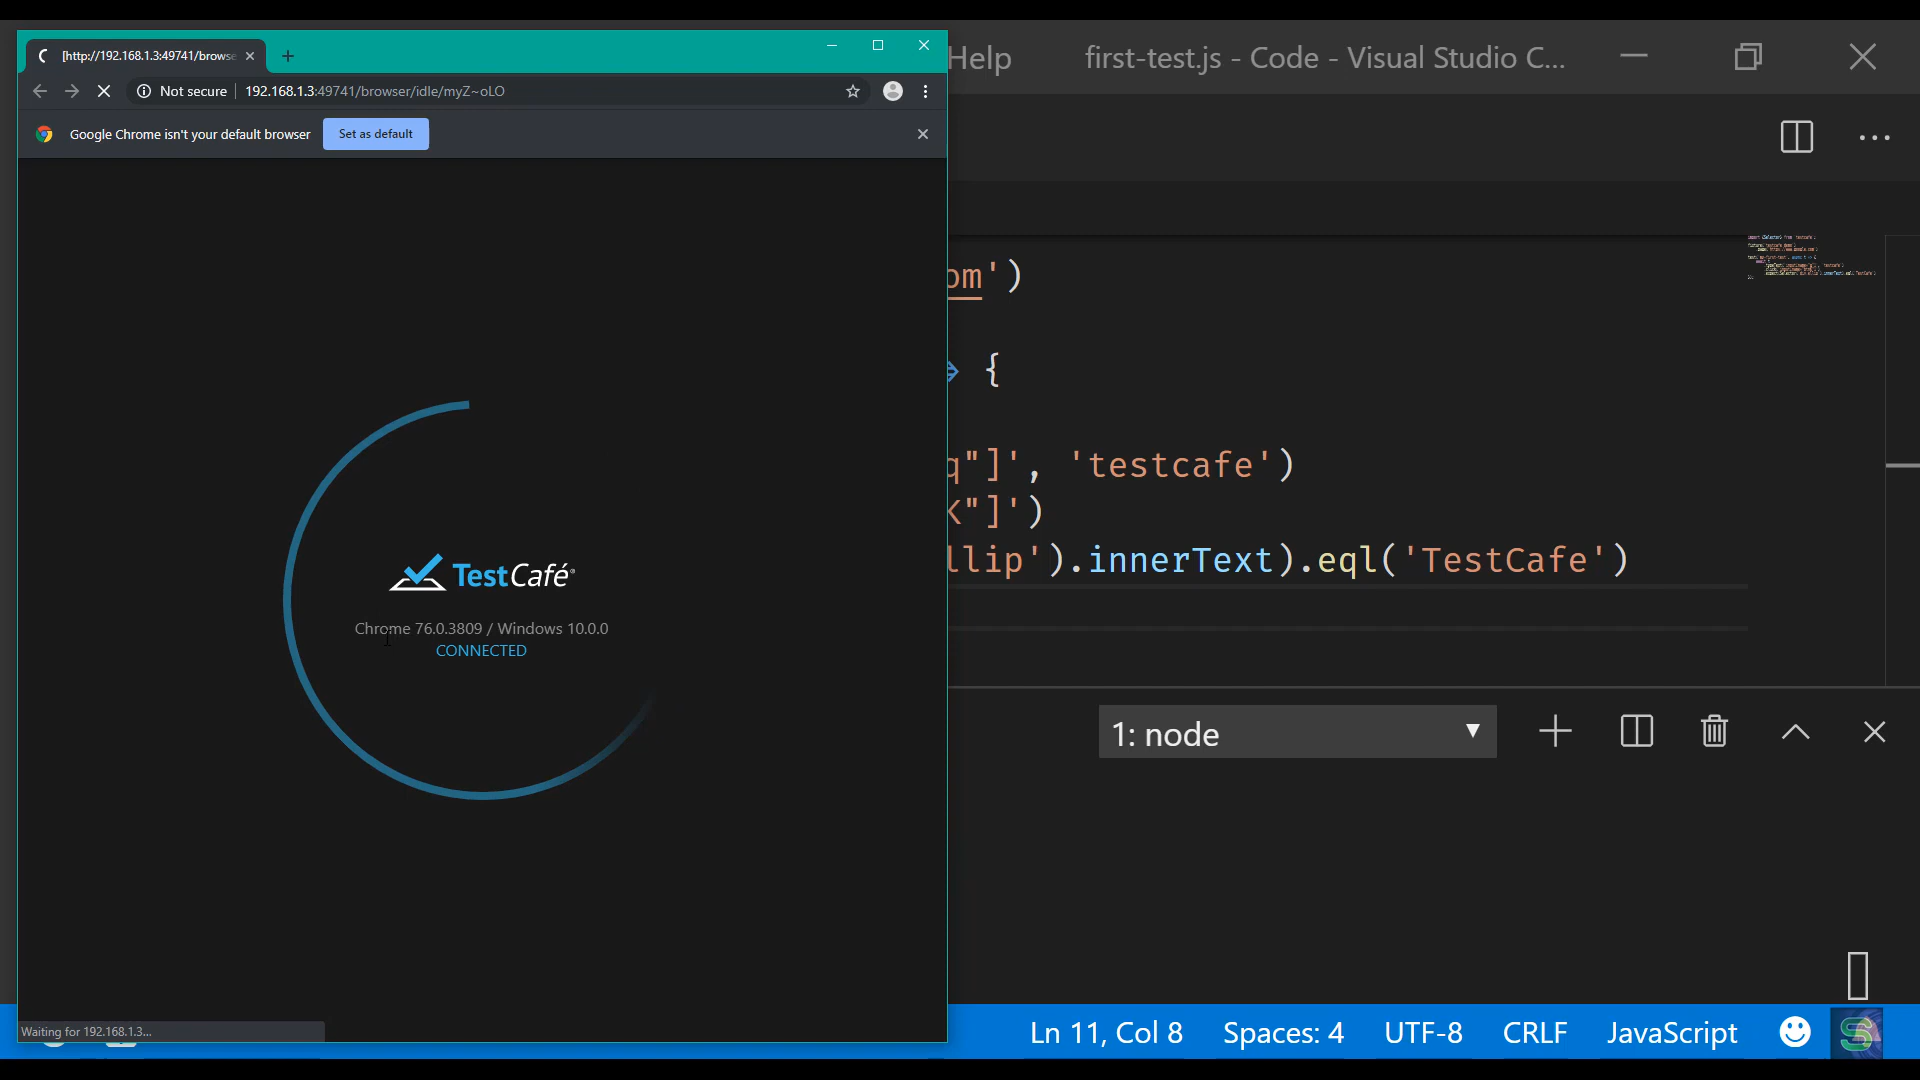 [http://192.168.1.3:49741/browse
Help
first-test.js - Code - Visual Studio C...
Not secure
192.168.1.3:49741/browser/idle/myZ~oLO
Google Chrome isn't your default browser
Set as default
om')
{
q"]', 'testcafe')
K"]')
llip').innerText).eql('TestCafe')
TestCafé®
Chrome 76.0.3809 / Windows 10.0.0
CONNECTED
1: node
Waiting for 192.168.1.3...
Ln 11, Col 8
Spaces: 4
UTF-8
CRLF
JavaScript